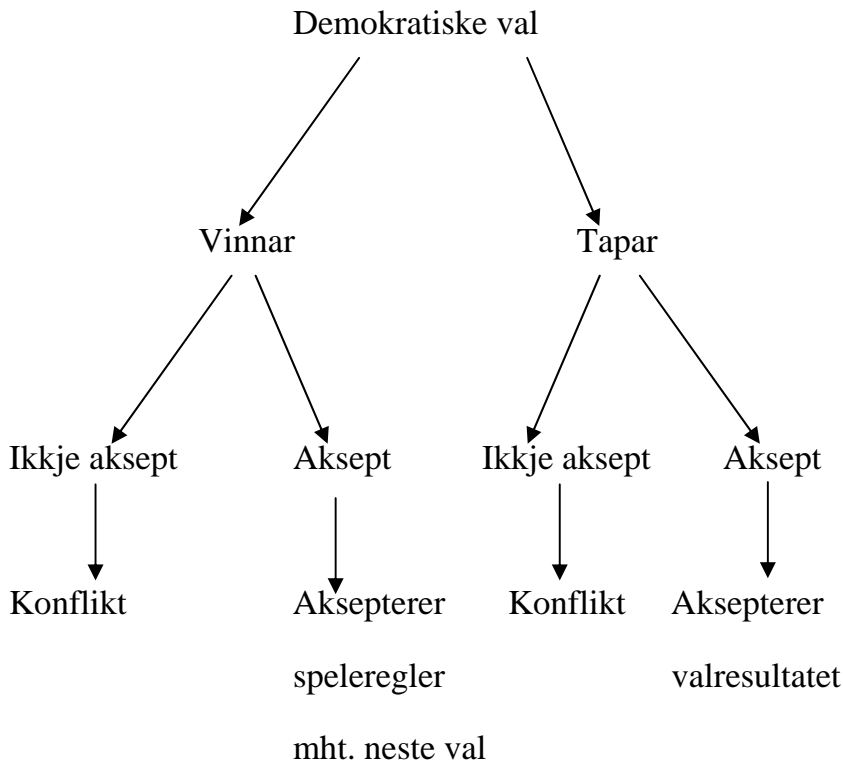 Demokratiske val
Vinnar
Tapar
Ikkje aksept
Aksept
Ikkje aksept
Aksept
Konflikt
Aksepterer
speleregler
mht. neste val
Konflikt
Aksepterer
valresultatet